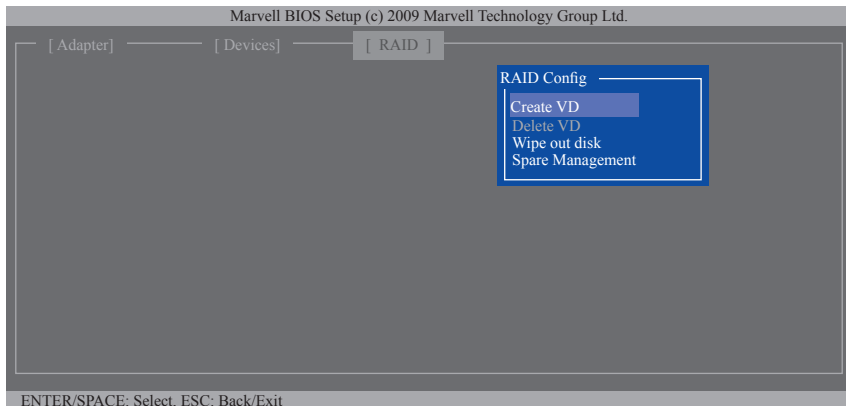 Marvell BIOS Setup (c) 2009 Marvell Technology Group Ltd.
[ Adapter] [ Devices] [ RAID ]
RAID Config
Create VD
Delete VD
Wipe out disk
Spare Management
ENTER/SPACE: Select, ESC: Back/Exit